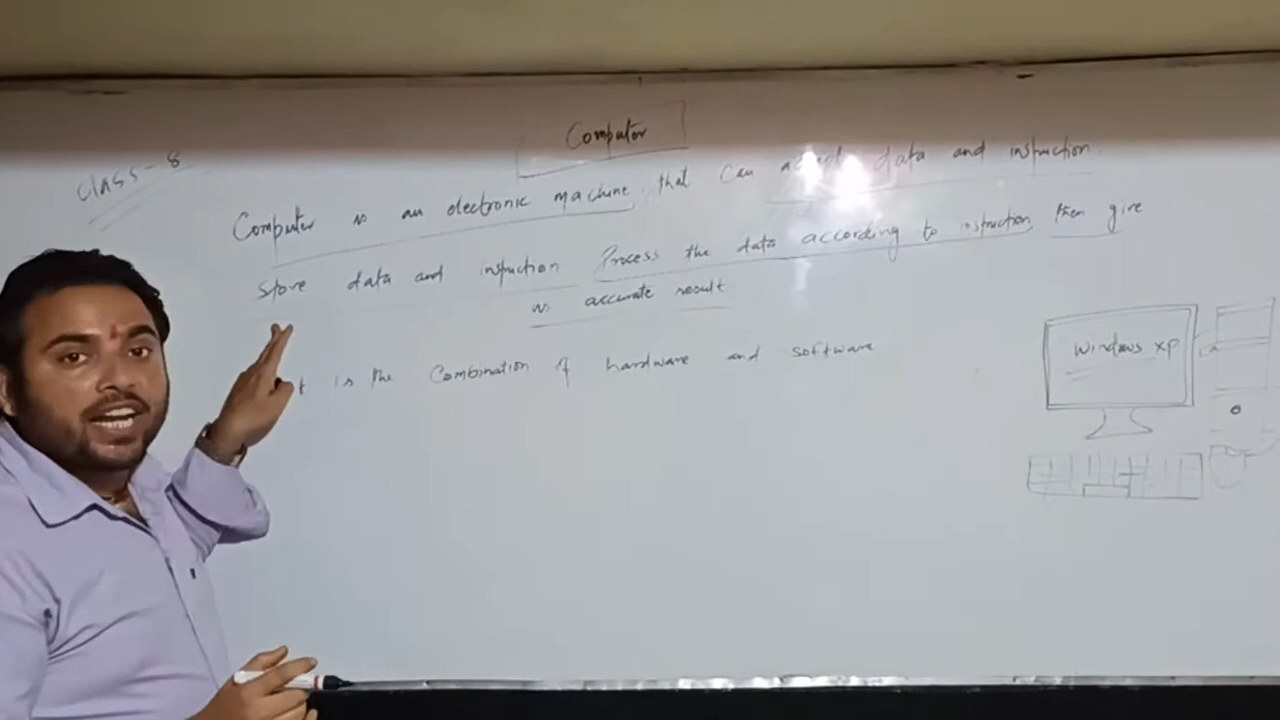 Computer
Class - 8
Computer is an electronic machine that can accept data and instruction.
store data and instruction Process the data according to instruction then give
us accurate result
It is the Combination of hardware and software
Windows XP